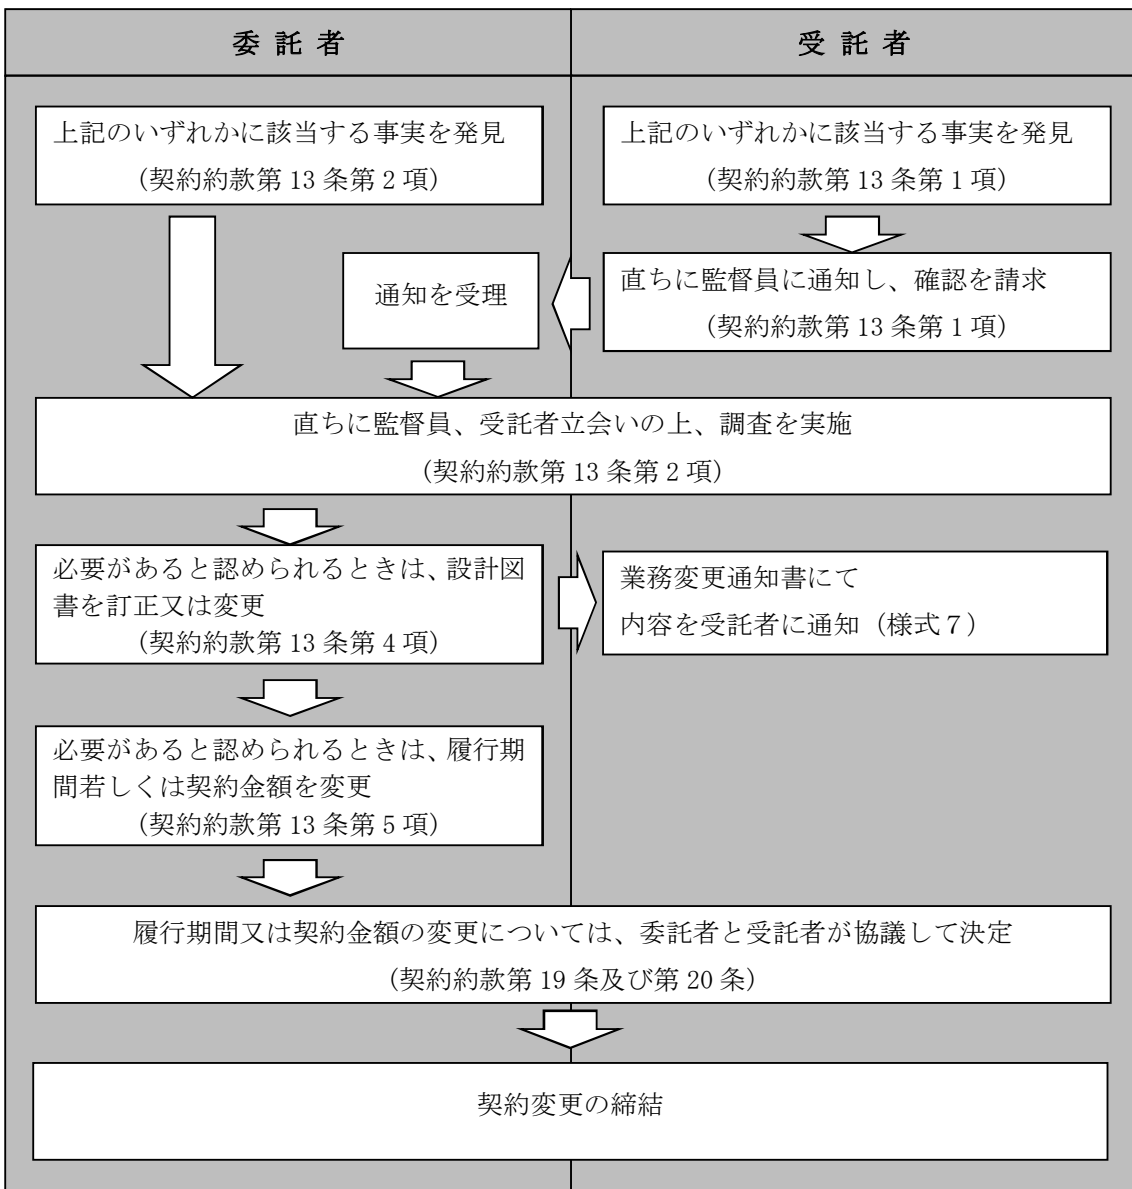 委託者
受託者
上記のいずれかに該当する事実を発見
(契約約款第 13 条第 2 項)
上記のいずれかに該当する事実を発見
(契約約款第 13 条第 1 項)
通知を受理
直ちに監督員に通知し、確認を請求
(契約約款第 13 条第 1 項)
直ちに監督員、受託者立会いの上、調査を実施
(契約約款第 13 条第 2 項)
必要があると認められるときは、設計図
書を訂正又は変更
(契約約款第 13 条第 4 項)
業務変更通知書にて
内容を受託者に通知（様式７）
必要があると認められるときは、履行期
間若しくは契約金額を変更
(契約約款第 13 条第 5 項)
履行期間又は契約金額の変更については、委託者と受託者が協議して決定
(契約約款第 19 条及び第 20 条)
契約変更の締結